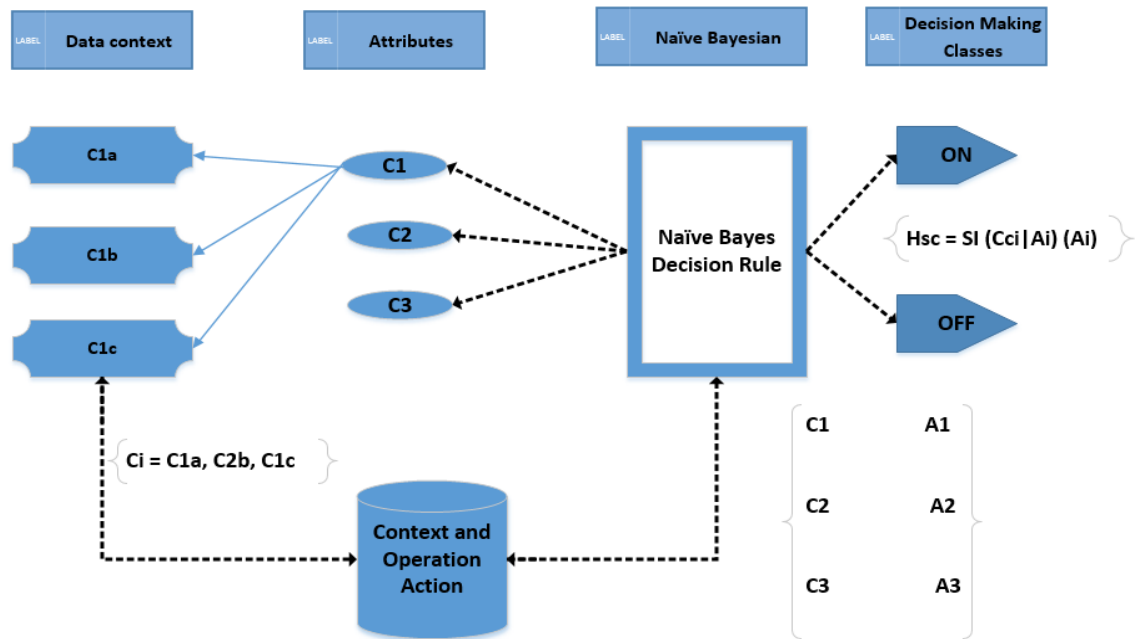 LABEL
Data context
LABEL
Attributes
LABEL
Naïve Bayesian
LABEL
Decision Making
Classes
C1a
C1
ON
C1b
C2
Naïve Bayes
Decision Rule
Hsc = SI (Cci|Ai) (Ai)
C3
C1c
OFF
Ci = C1a, C2b, C1c
C1 A1
Context and
Operation
Action
C2 A2
C3 A3